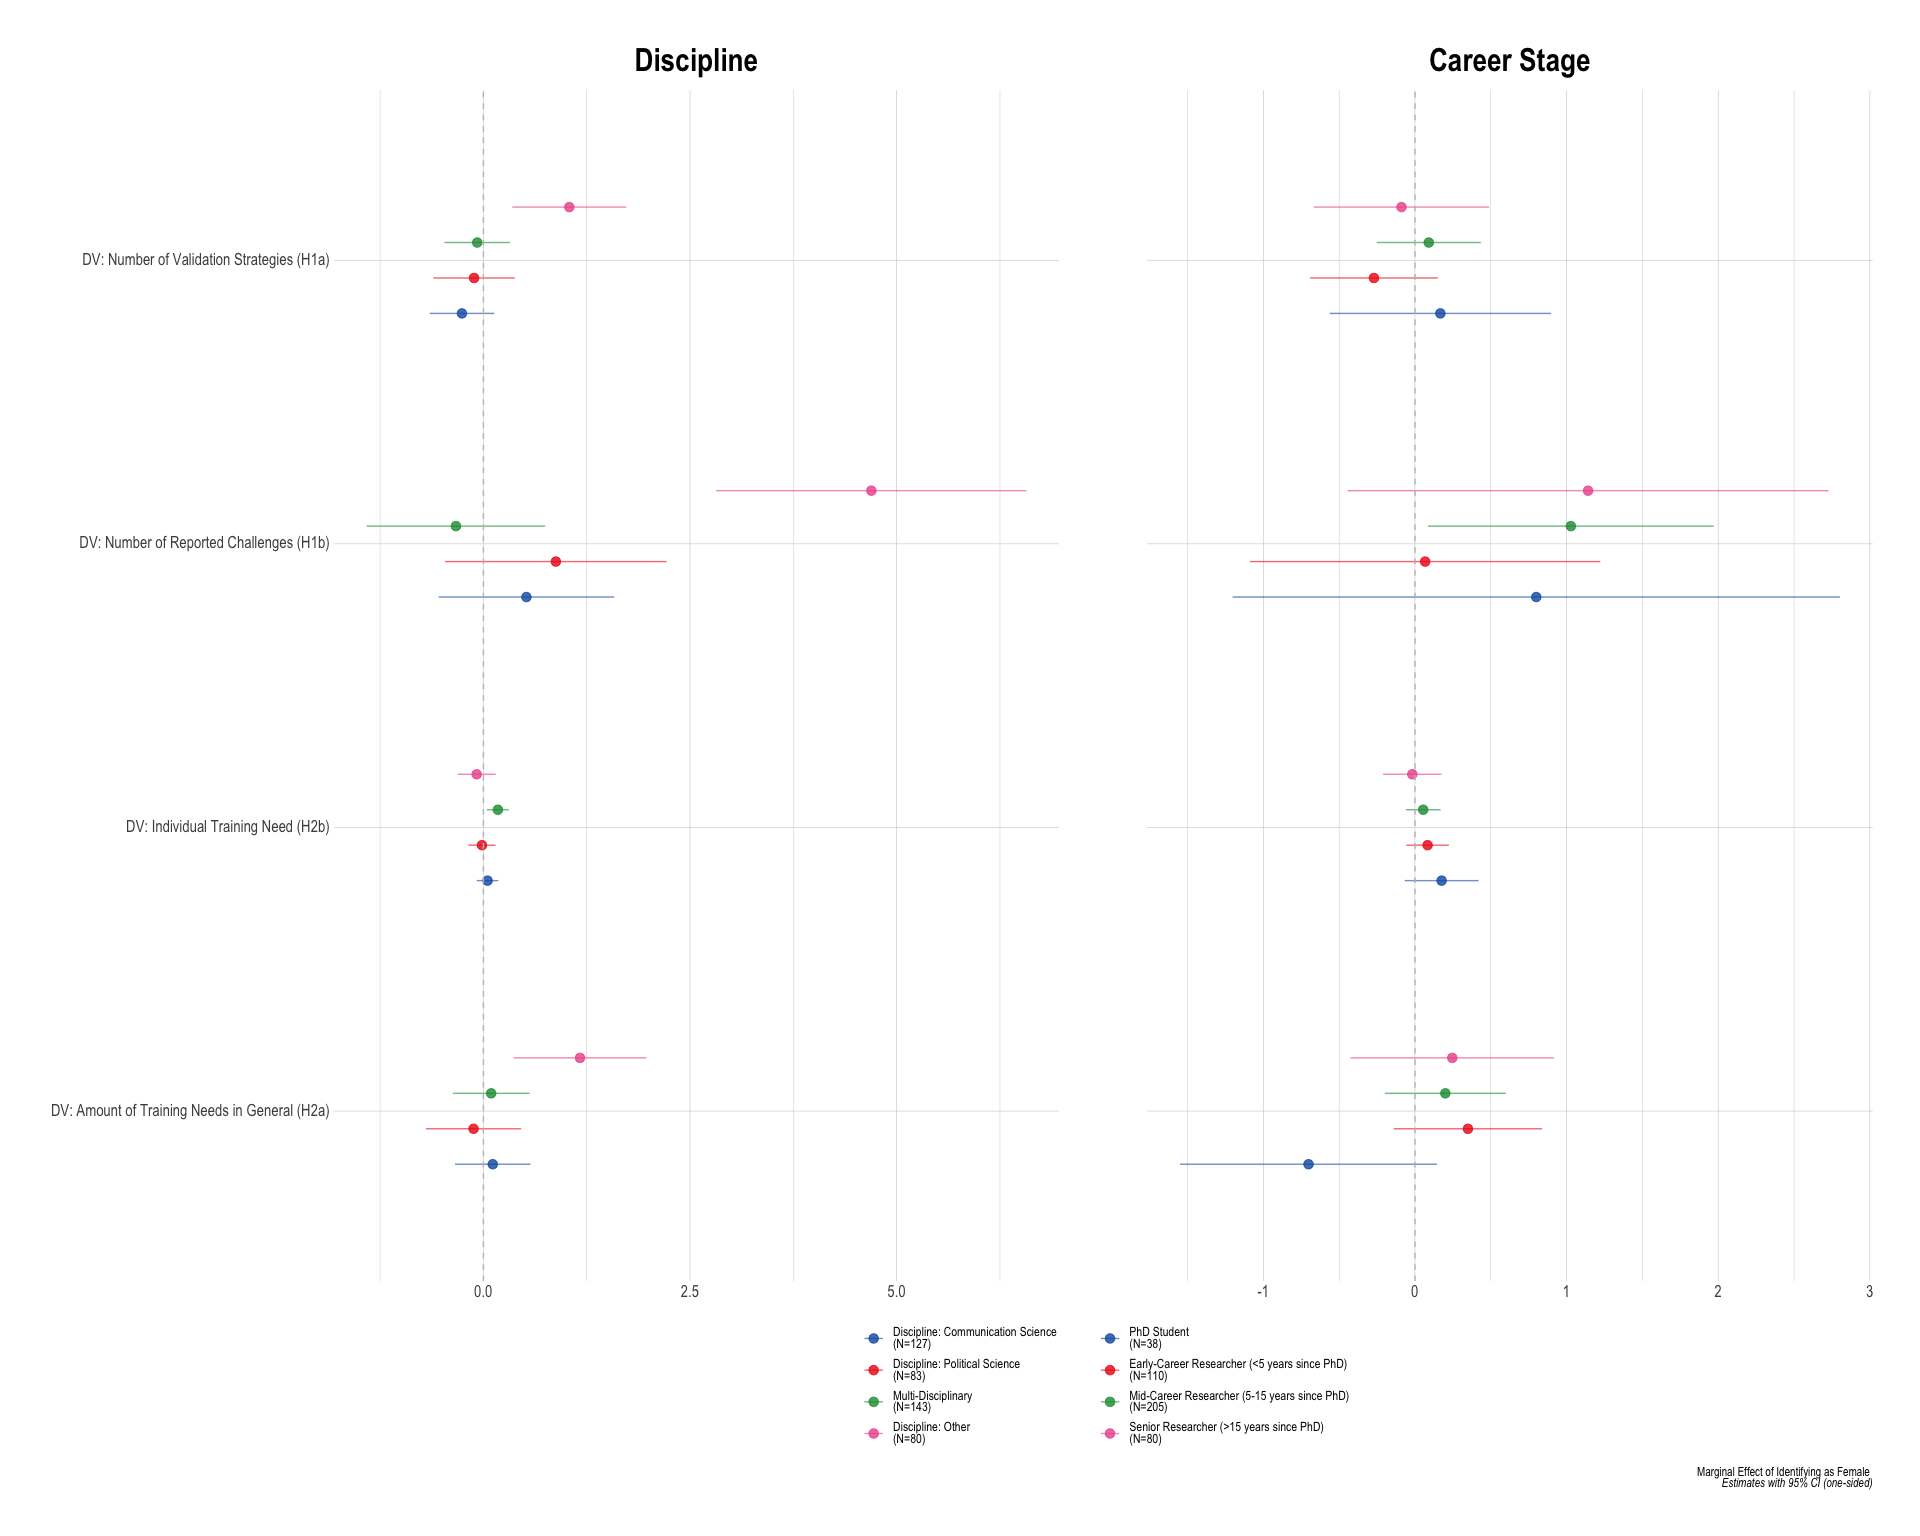 Discipline
Career Stage
DV: Number of Validation Strategies (H1a)
DV: Number of Reported Challenges (H1b)
DV: Individual Training Need (H2b)
DV: Amount of Training Needs in General (H2a)
0.0 2.5 5.0
-1 0 1 2 3
Discipline: Communication Science
(N=127)
Discipline: Political Science
(N=83)
Multi-Disciplinary
(N=143)
Discipline: Other
(N=80)
PhD Student
(N=38)
Early-Career Researcher (<5 years since PhD)
(N=110)
Mid-Career Researcher (5-15 years since PhD)
(N=205)
Senior Researcher (>15 years since PhD)
(N=80)
Marginal Effect of Identifying as Female
Estimates with 95% CI (one-sided)